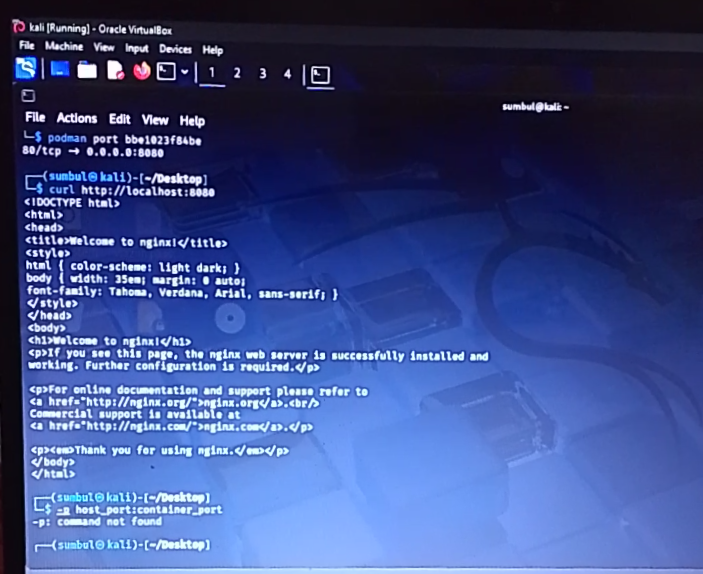 kali [Running] - Oracle VirtualBox
File Machine View Input Devices Help
1 2 3 4
sumbul@kali: ~
File Actions Edit View Help
└─$ podman port bbe1023f84be
80/tcp → 0.0.0.0:8080
┌──(sumbul㉿kali)-[~/Desktop]
└─$ curl http://localhost:8080
<!DOCTYPE html>
<html>
<head>
<title>Welcome to nginx!</title>
<style>
html { color-scheme: light dark; }
body { width: 35em; margin: 0 auto;
font-family: Tahoma, Verdana, Arial, sans-serif; }
</style>
</head>
<body>
<h1>Welcome to nginx!</h1>
<p>If you see this page, the nginx web server is successfully installed and
working. Further configuration is required.</p>
<p>For online documentation and support please refer to
<a href="http://nginx.org/">nginx.org</a>.<br/>
Commercial support is available at
<a href="http://nginx.com/">nginx.com</a>.</p>
<p><em>Thank you for using nginx.</em></p>
</body>
</html>
┌──(sumbul㉿kali)-[~/Desktop]
└─$ -p host_port:container_port
-p: command not found
┌──(sumbul㉿kali)-[~/Desktop]